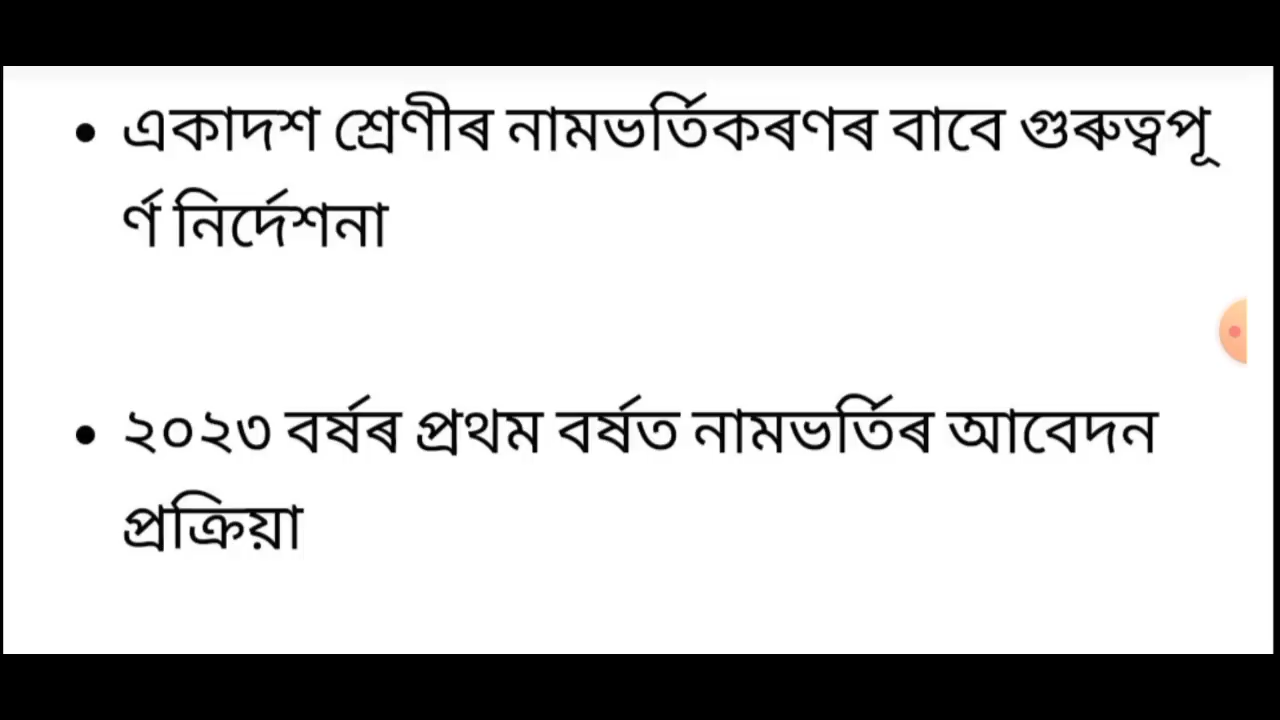 • একাদশ শ্ৰেণীৰ নামভৰ্তিকৰণৰ বাবে গুৰুত্বপূ
ৰ্ণ নিৰ্দেশনা
• ২০২৩ বৰ্ষৰ প্ৰথম বৰ্ষত নামভৰ্তিৰ আবেদন
প্ৰক্ৰিয়া